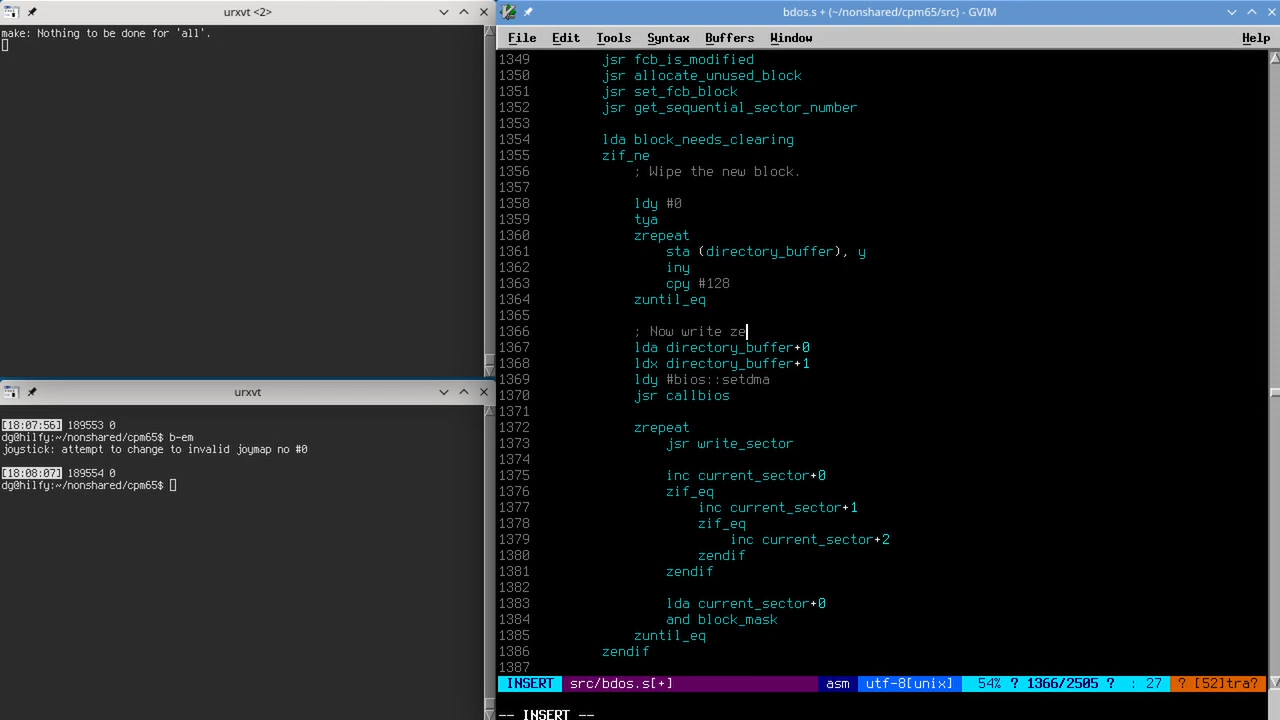 urxvt <2>
make: Nothing to be done for 'all'.
urxvt
[18:07:56] 189553 0
dg@hilfy:~/nonshared/cpm65$ b-em
joystick: attempt to change to invalid joymap no #0
[18:08:07] 189554 0
dg@hilfy:~/nonshared/cpm65$
bdos.s + (~/nonshared/cpm65/src) - GVIM
File Edit Tools Syntax Buffers Window Help
1349 jsr fcb_is_modified
1350 jsr allocate_unused_block
1351 jsr set_fcb_block
1352 jsr get_sequential_sector_number
1353
1354 lda block_needs_clearing
1355 zif_ne
1356 ; Wipe the new block.
1357
1358 ldy #0
1359 tya
1360 zrepeat
1361 sta (directory_buffer), y
1362 iny
1363 cpy #128
1364 zuntil_eq
1365
1366 ; Now write ze
1367 lda directory_buffer+0
1368 ldx directory_buffer+1
1369 ldy #bios::setdma
1370 jsr callbios
1371
1372 zrepeat
1373 jsr write_sector
1374
1375 inc current_sector+0
1376 zif_eq
1377 inc current_sector+1
1378 zif_eq
1379 inc current_sector+2
1380 zendif
1381 zendif
1382
1383 lda current_sector+0
1384 and block_mask
1385 zuntil_eq
1386 zendif
1387
INSERT src/bdos.s[+] asm utf-8[unix] 54% ? 1366/2505 ? : 27 ? [52]tra?
-- INSERT --